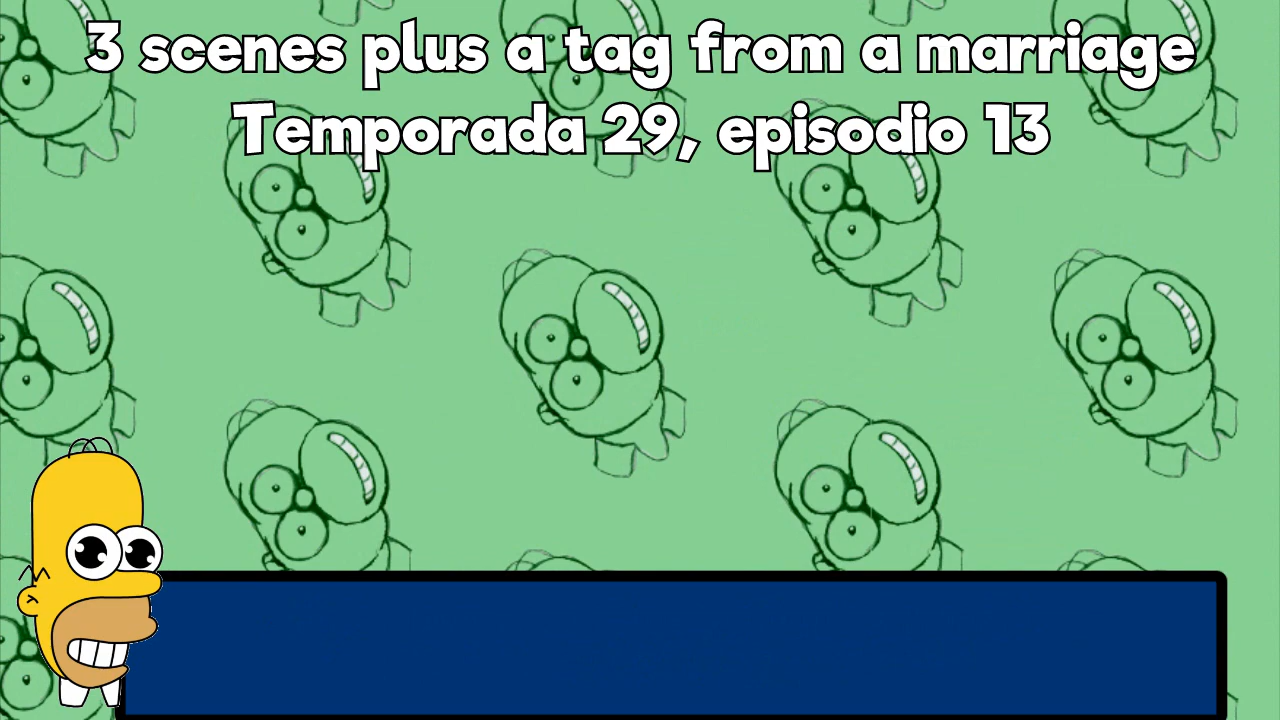 3 scenes plus a tag from a marriage
Temporada 29, episodio 13